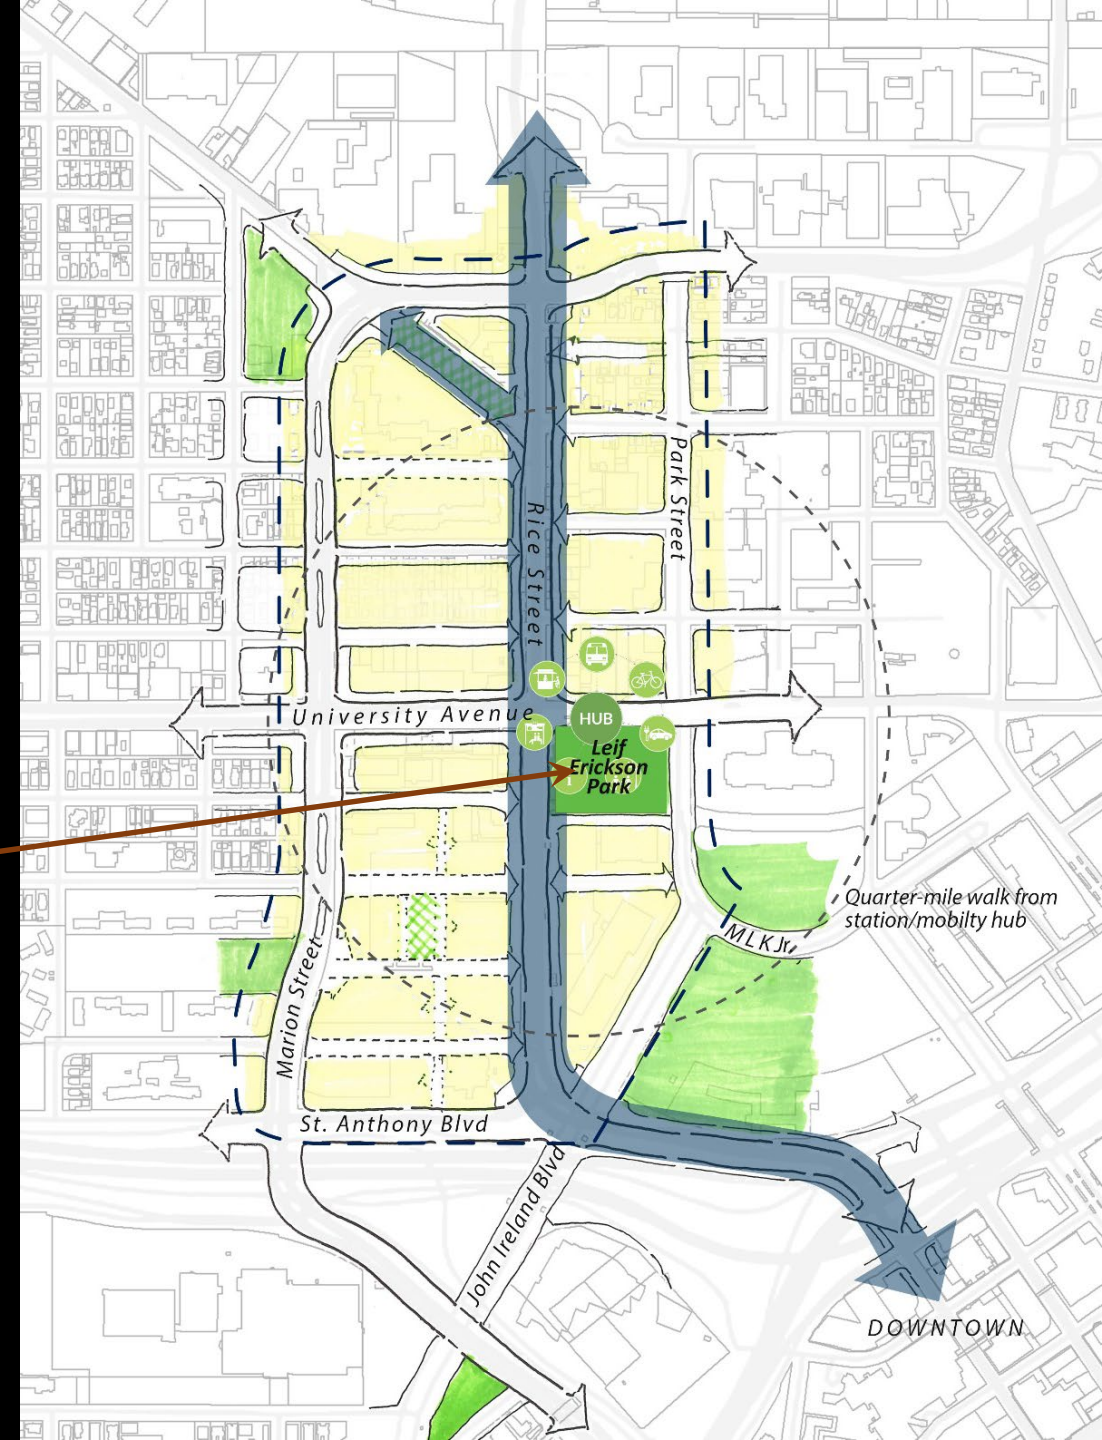 Park Street
Rice Street
University Avenue
HUB
Leif
Erickson
Park
Quarter-mile walk from
station/mobilty hub
MLK Jr.
Marion Street
St. Anthony Blvd
John Ireland Blvd
DOWNTOWN